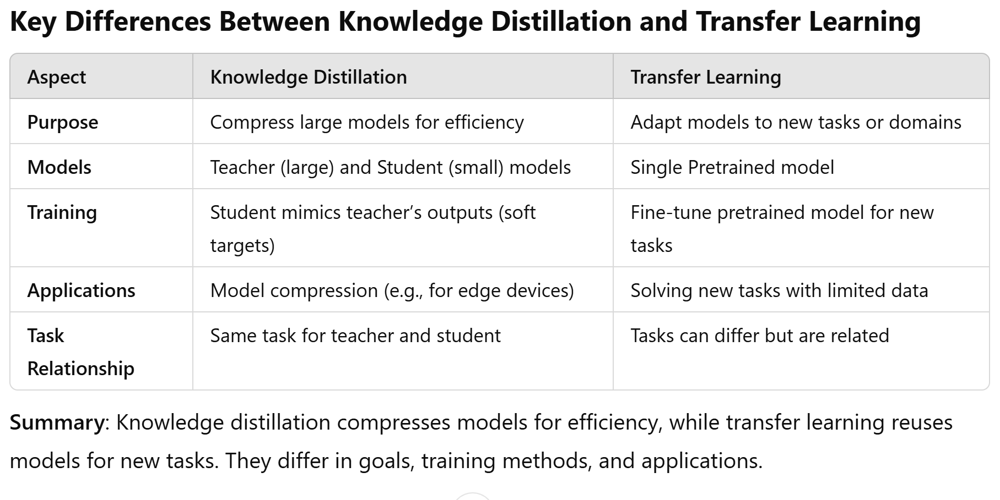 Key Differences Between Knowledge Distillation and Transfer Learning
Aspect Knowledge Distillation Transfer Learning
Purpose Compress large models for efficiency Adapt models to new tasks or domains
Models Teacher (large) and Student (small) models Single Pretrained model
Training Student mimics teacher’s outputs (soft Fine-tune pretrained model for new
targets) tasks
Applications Model compression (e.g., for edge devices) Solving new tasks with limited data
Task Same task for teacher and student Tasks can differ but are related
Relationship
Summary: Knowledge distillation compresses models for efficiency, while transfer learning reuses
models for new tasks. They differ in goals, training methods, and applications.